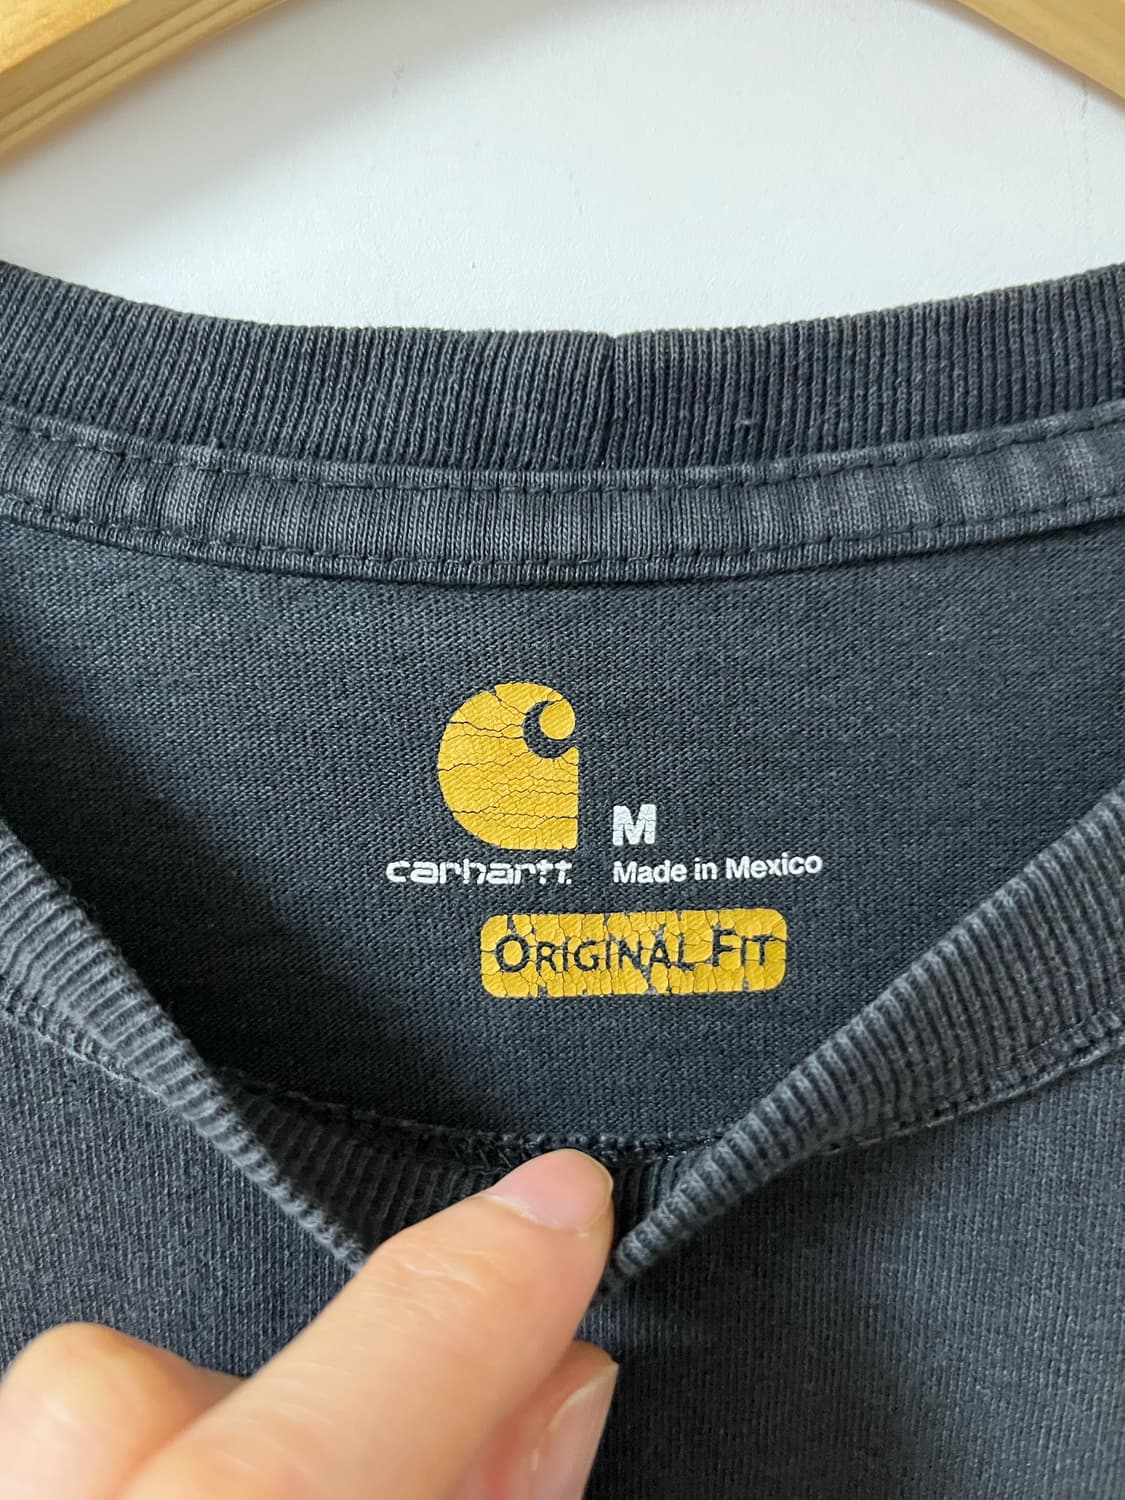 carhartt.
M
Made in Mexico
ORIGINAL FIT